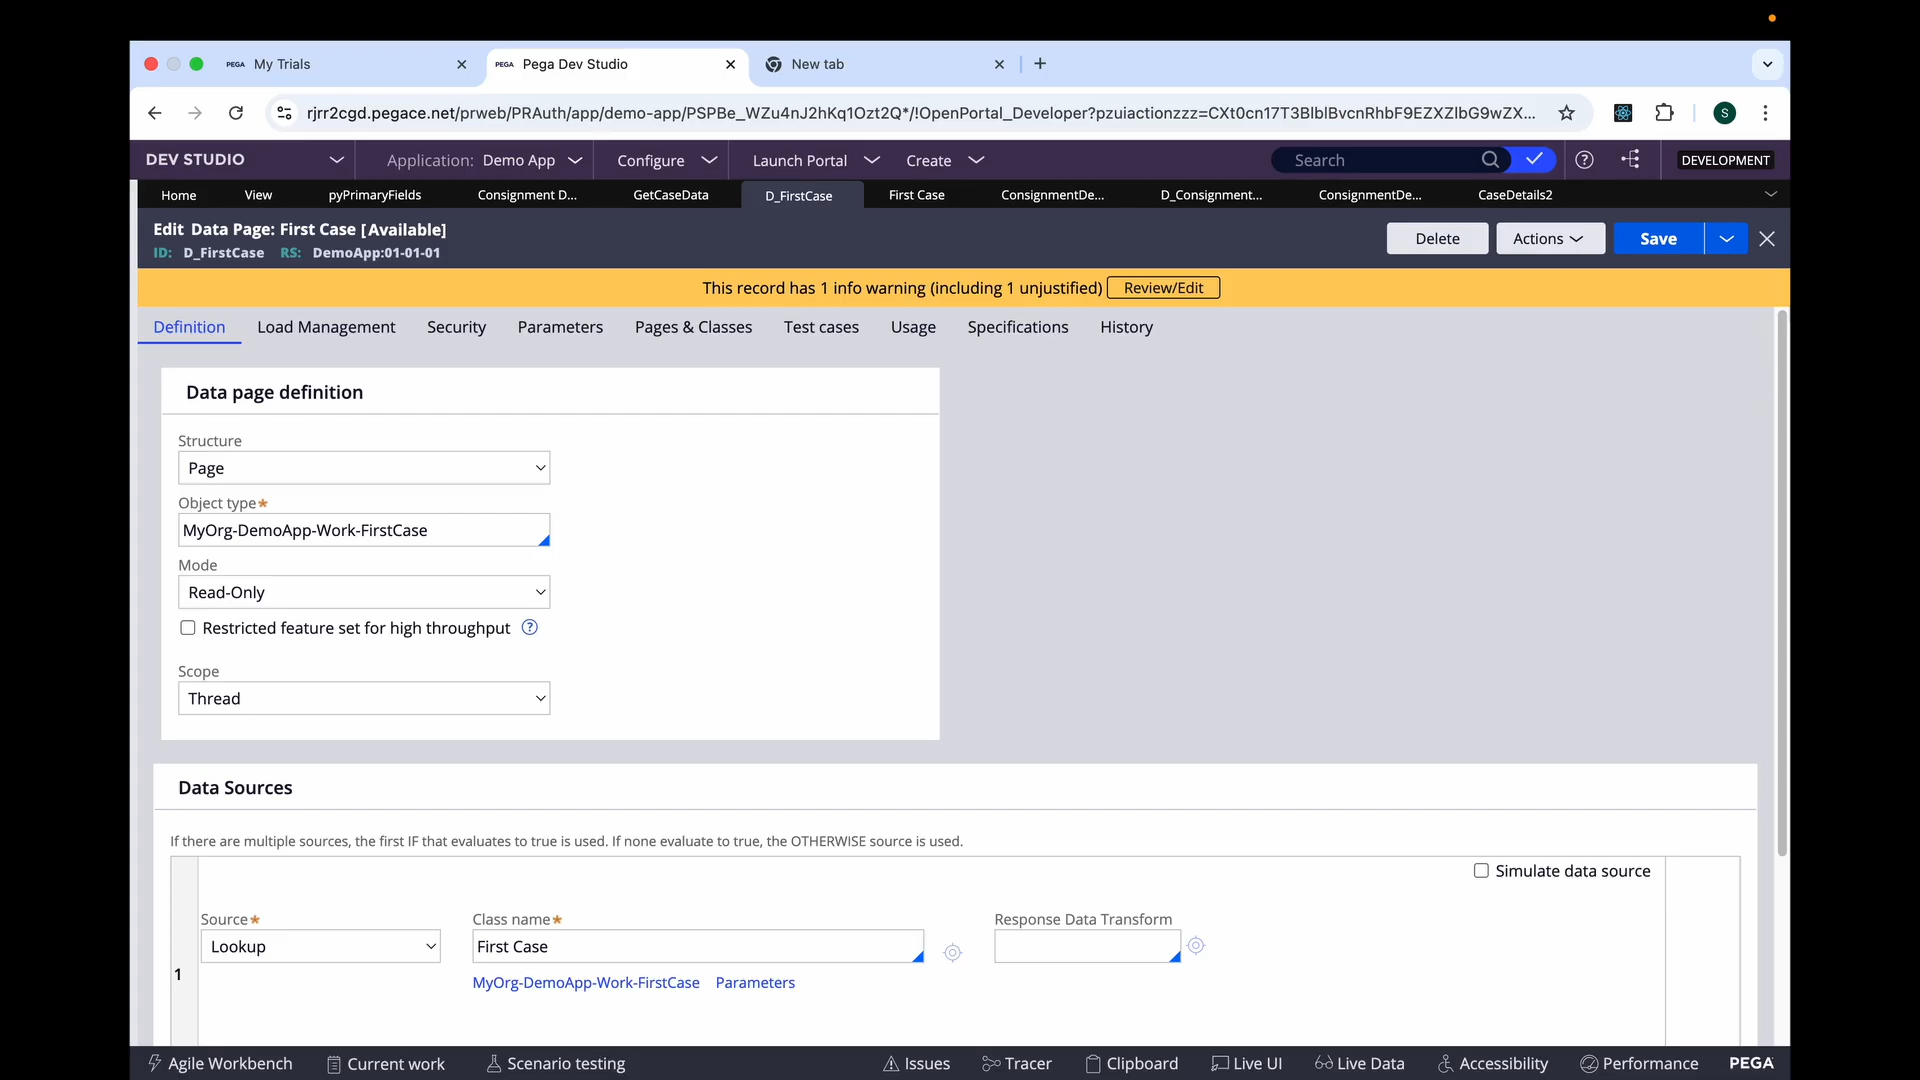 PEGA My Trials
PEGA Pega Dev Studio
New tab
rjrr2cgd.pegace.net/prweb/PRAuth/app/demo-app/PSPBe_WZu4nJ2hKq1Ozt2Q*/!OpenPortal_Developer?pzuiactionzzz=CXt0cn17T3BlblBvcnRhbF9EZXZlbG9wZX...
S
DEV STUDIO
Application: Demo App
Configure
Launch Portal
Create
Search
DEVELOPMENT
Home
View
pyPrimaryFields
Consignment D...
GetCaseData
D_FirstCase
First Case
ConsignmentDe...
D_Consignment...
ConsignmentDe...
CaseDetails2
Edit Data Page: First Case [Available]
ID: D_FirstCase RS: DemoApp:01-01-01
Delete
Actions
Save
This record has 1 info warning (including 1 unjustified)
Review/Edit
Definition
Load Management
Security
Parameters
Pages & Classes
Test cases
Usage
Specifications
History
Data page definition
Structure
Page
Object type*
MyOrg-DemoApp-Work-FirstCase
Mode
Read-Only
Restricted feature set for high throughput ?
Scope
Thread
Data Sources
If there are multiple sources, the first IF that evaluates to true is used. If none evaluate to true, the OTHERWISE source is used.
Simulate data source
Source*
Class name*
Response Data Transform
Lookup
First Case
1
MyOrg-DemoApp-Work-FirstCase
Parameters
Agile Workbench
Current work
Scenario testing
Issues
Tracer
Clipboard
Live UI
Live Data
Accessibility
Performance
PEGA